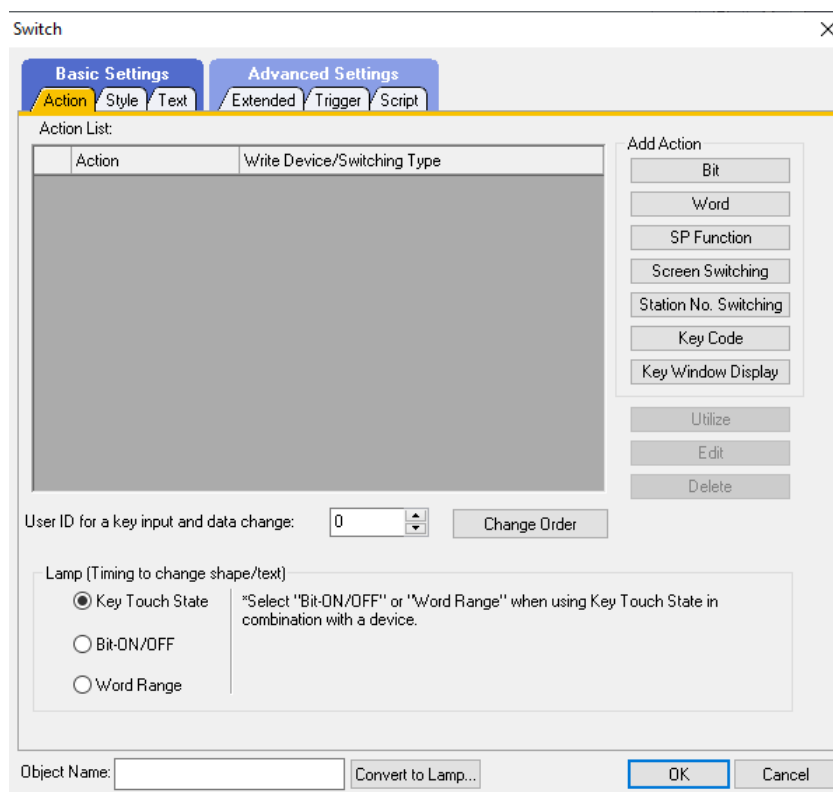 Switch
Basic Settings
Advanced Settings
Action Style Text Extended Trigger Script
Action List:
Action Write Device/Switching Type
Add Action
Bit
Word
SP Function
Screen Switching
Station No. Switching
Key Code
Key Window Display
Utilize
Edit
Delete
User ID for a key input and data change: 0 Change Order
Lamp (Timing to change shape/text)
Key Touch State
*Select "Bit-ON/OFF" or "Word Range" when using Key Touch State in
combination with a device.
Bit-ON/OFF
Word Range
Object Name: Convert to Lamp... OK Cancel